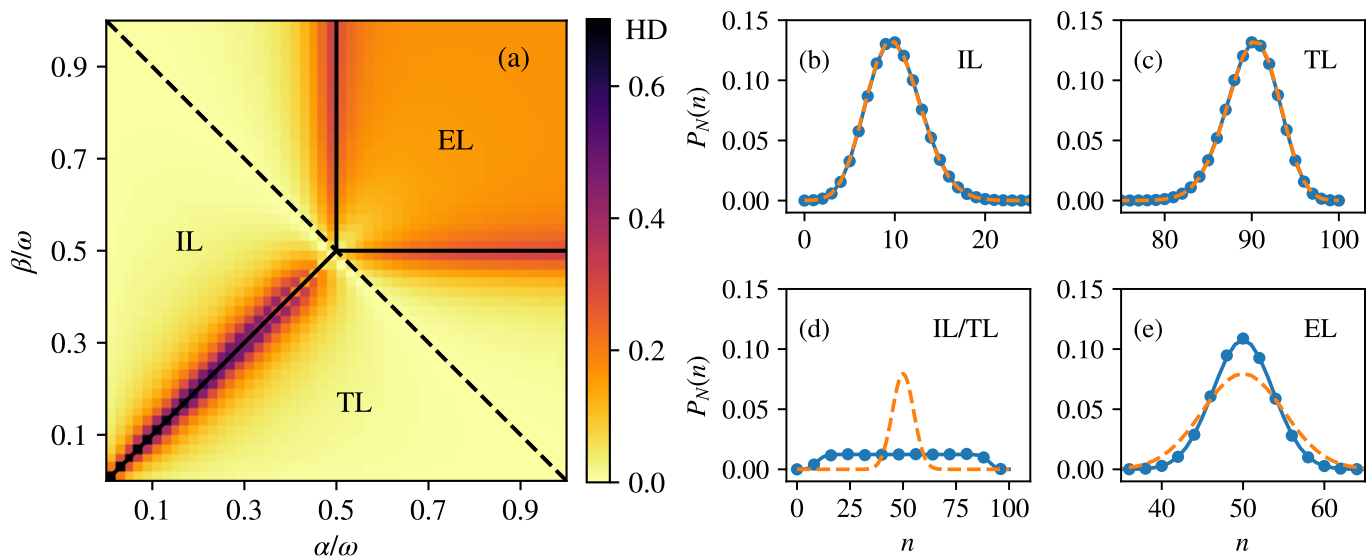 HD
(a)
EL
IL
TL
β/ω
0.9
0.7
0.5
0.3
0.1
0.1 0.3 0.5 0.7 0.9
α/ω
0.6
0.4
0.2
0.0
(b) IL
P_N(n)
0.15
0.10
0.05
0.00
0 10 20
(c) TL
0.15
0.10
0.05
0.00
80 90 100
(d) IL/TL
P_N(n)
0.15
0.10
0.05
0.00
0 25 50 75 100
n
(e) EL
0.15
0.10
0.05
0.00
40 50 60
n